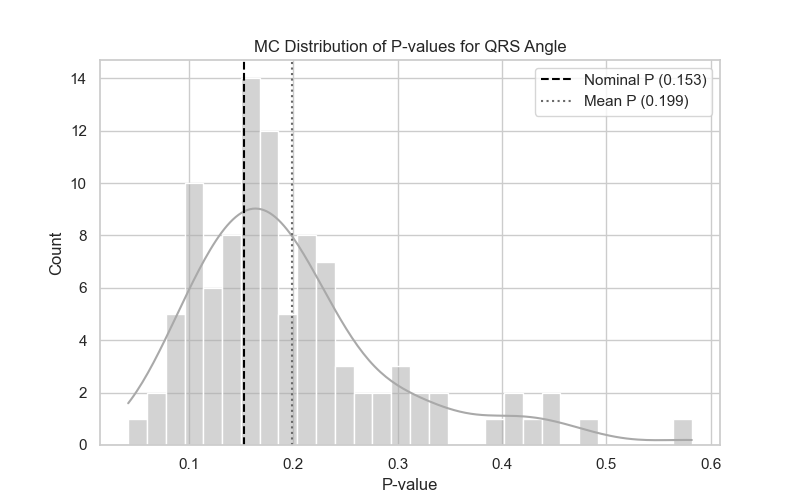 MC Distribution of P-values for QRS Angle
Nominal P (0.153)
Mean P (0.199)
Count
14
12
10
8
6
4
2
0
0.1 0.2 0.3 0.4 0.5 0.6
P-value